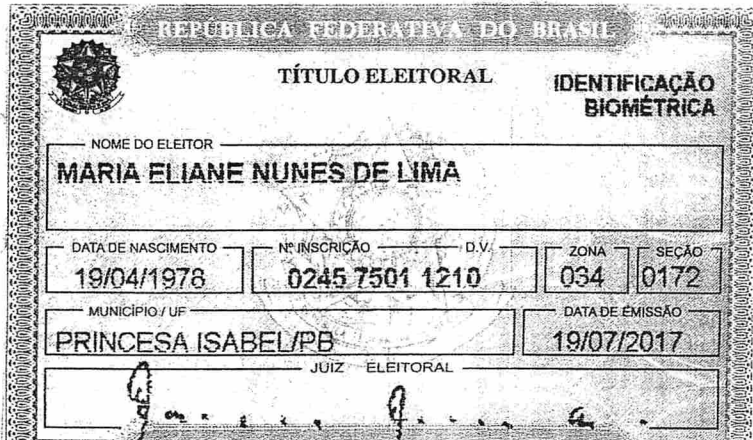 REPÚBLICA FEDERATIVA DO BRASIL
TÍTULO ELEITORAL
IDENTIFICAÇÃO
BIOMÉTRICA
NOME DO ELEITOR
MARIA ELIANE NUNES DE LIMA
DATA DE NASCIMENTO Nº INSCRIÇÃO D.V. ZONA SEÇÃO
19/04/1978 0245 7501 1210 034 0172
MUNICÍPIO / UF DATA DE EMISSÃO
PRINCESA ISABEL/PB 19/07/2017
JUIZ ELEITORAL